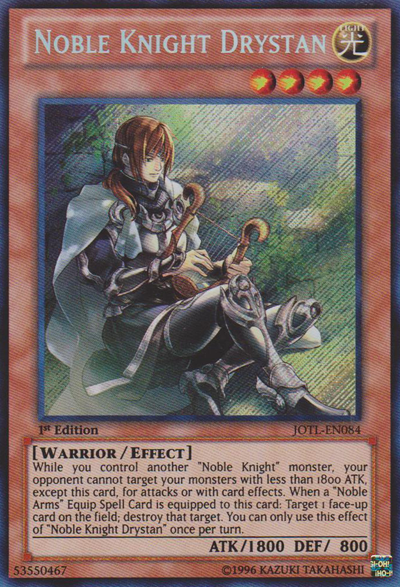 NOBLE KNIGHT DRYSTAN
LIGHT
光
1st Edition
JOTL-EN084
[WARRIOR / EFFECT]
While you control another "Noble Knight" monster, your
opponent cannot target your monsters with less than 1800 ATK,
except this card, for attacks or with card effects. When a "Noble
Arms" Equip Spell Card is equipped to this card: Target 1 face-up
card on the field; destroy that target. You can only use this effect
of "Noble Knight Drystan" once per turn.
ATK/1800 DEF/ 800
53550467
©1996 KAZUKI TAKAHASHI